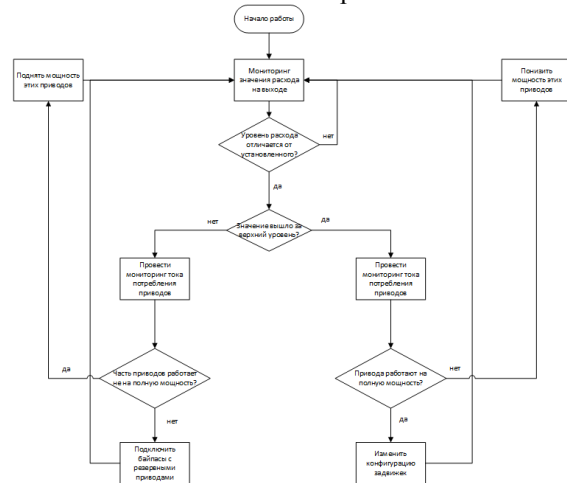 Начало работы
Поднять мощность
этих приводов
Мониторинг
значения расхода
на выходе
Понизить
мощность этих
приводов
Уровень расхода
отличается от
установленного?
нет
да
Значение вышло за
верхний уровень?
нет
да
Провести
мониторинг тока
потребления
приводов
Провести
мониторинг тока
потребления
приводов
Часть приводов работает
не на полную мощность?
да
нет
Привода работают на
полную мощность?
нет
да
Подключить
байпасы с
резервными
приводами
Изменить
конфигурацию
задвижек